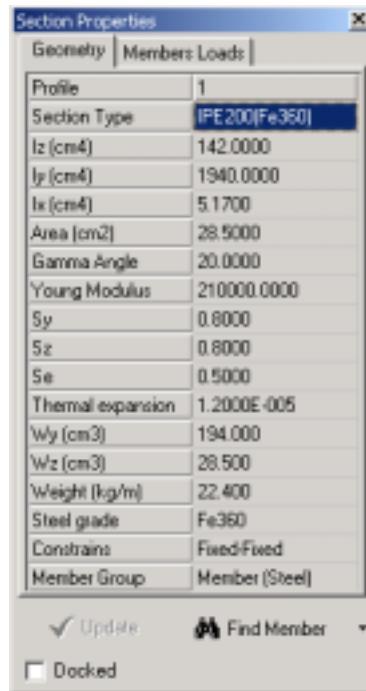 Section Properties
Geometry Members Loads
Profile 1
Section Type IPE200(Fe360)
Iz (cm4) 142.0000
Iy (cm4) 1940.0000
Ix (cm4) 5.1700
Area (cm2) 28.5000
Gamma Angle 20.0000
Young Modulus 210000.0000
Sy 0.8000
Sz 0.8000
Se 0.5000
Thermal expansion 1.2000E-005
Wy (cm3) 194.000
Wz (cm3) 28.500
Weight (kg/m) 22.400
Steel grade Fe360
Constrains Fixed-Fixed
Member Group Member (Steel)
Update Find Member
Docked